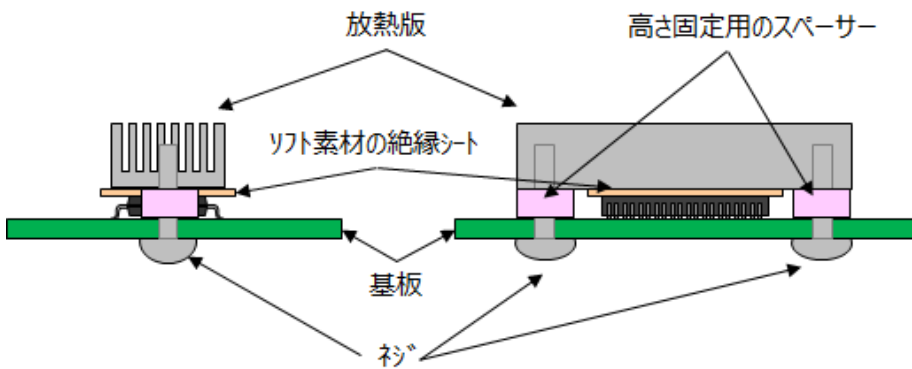 放熱版
高さ固定用のスペーサー
ｿﾌﾄ素材の絶縁ｼｰﾄ
基板
ﾈｼﾞ